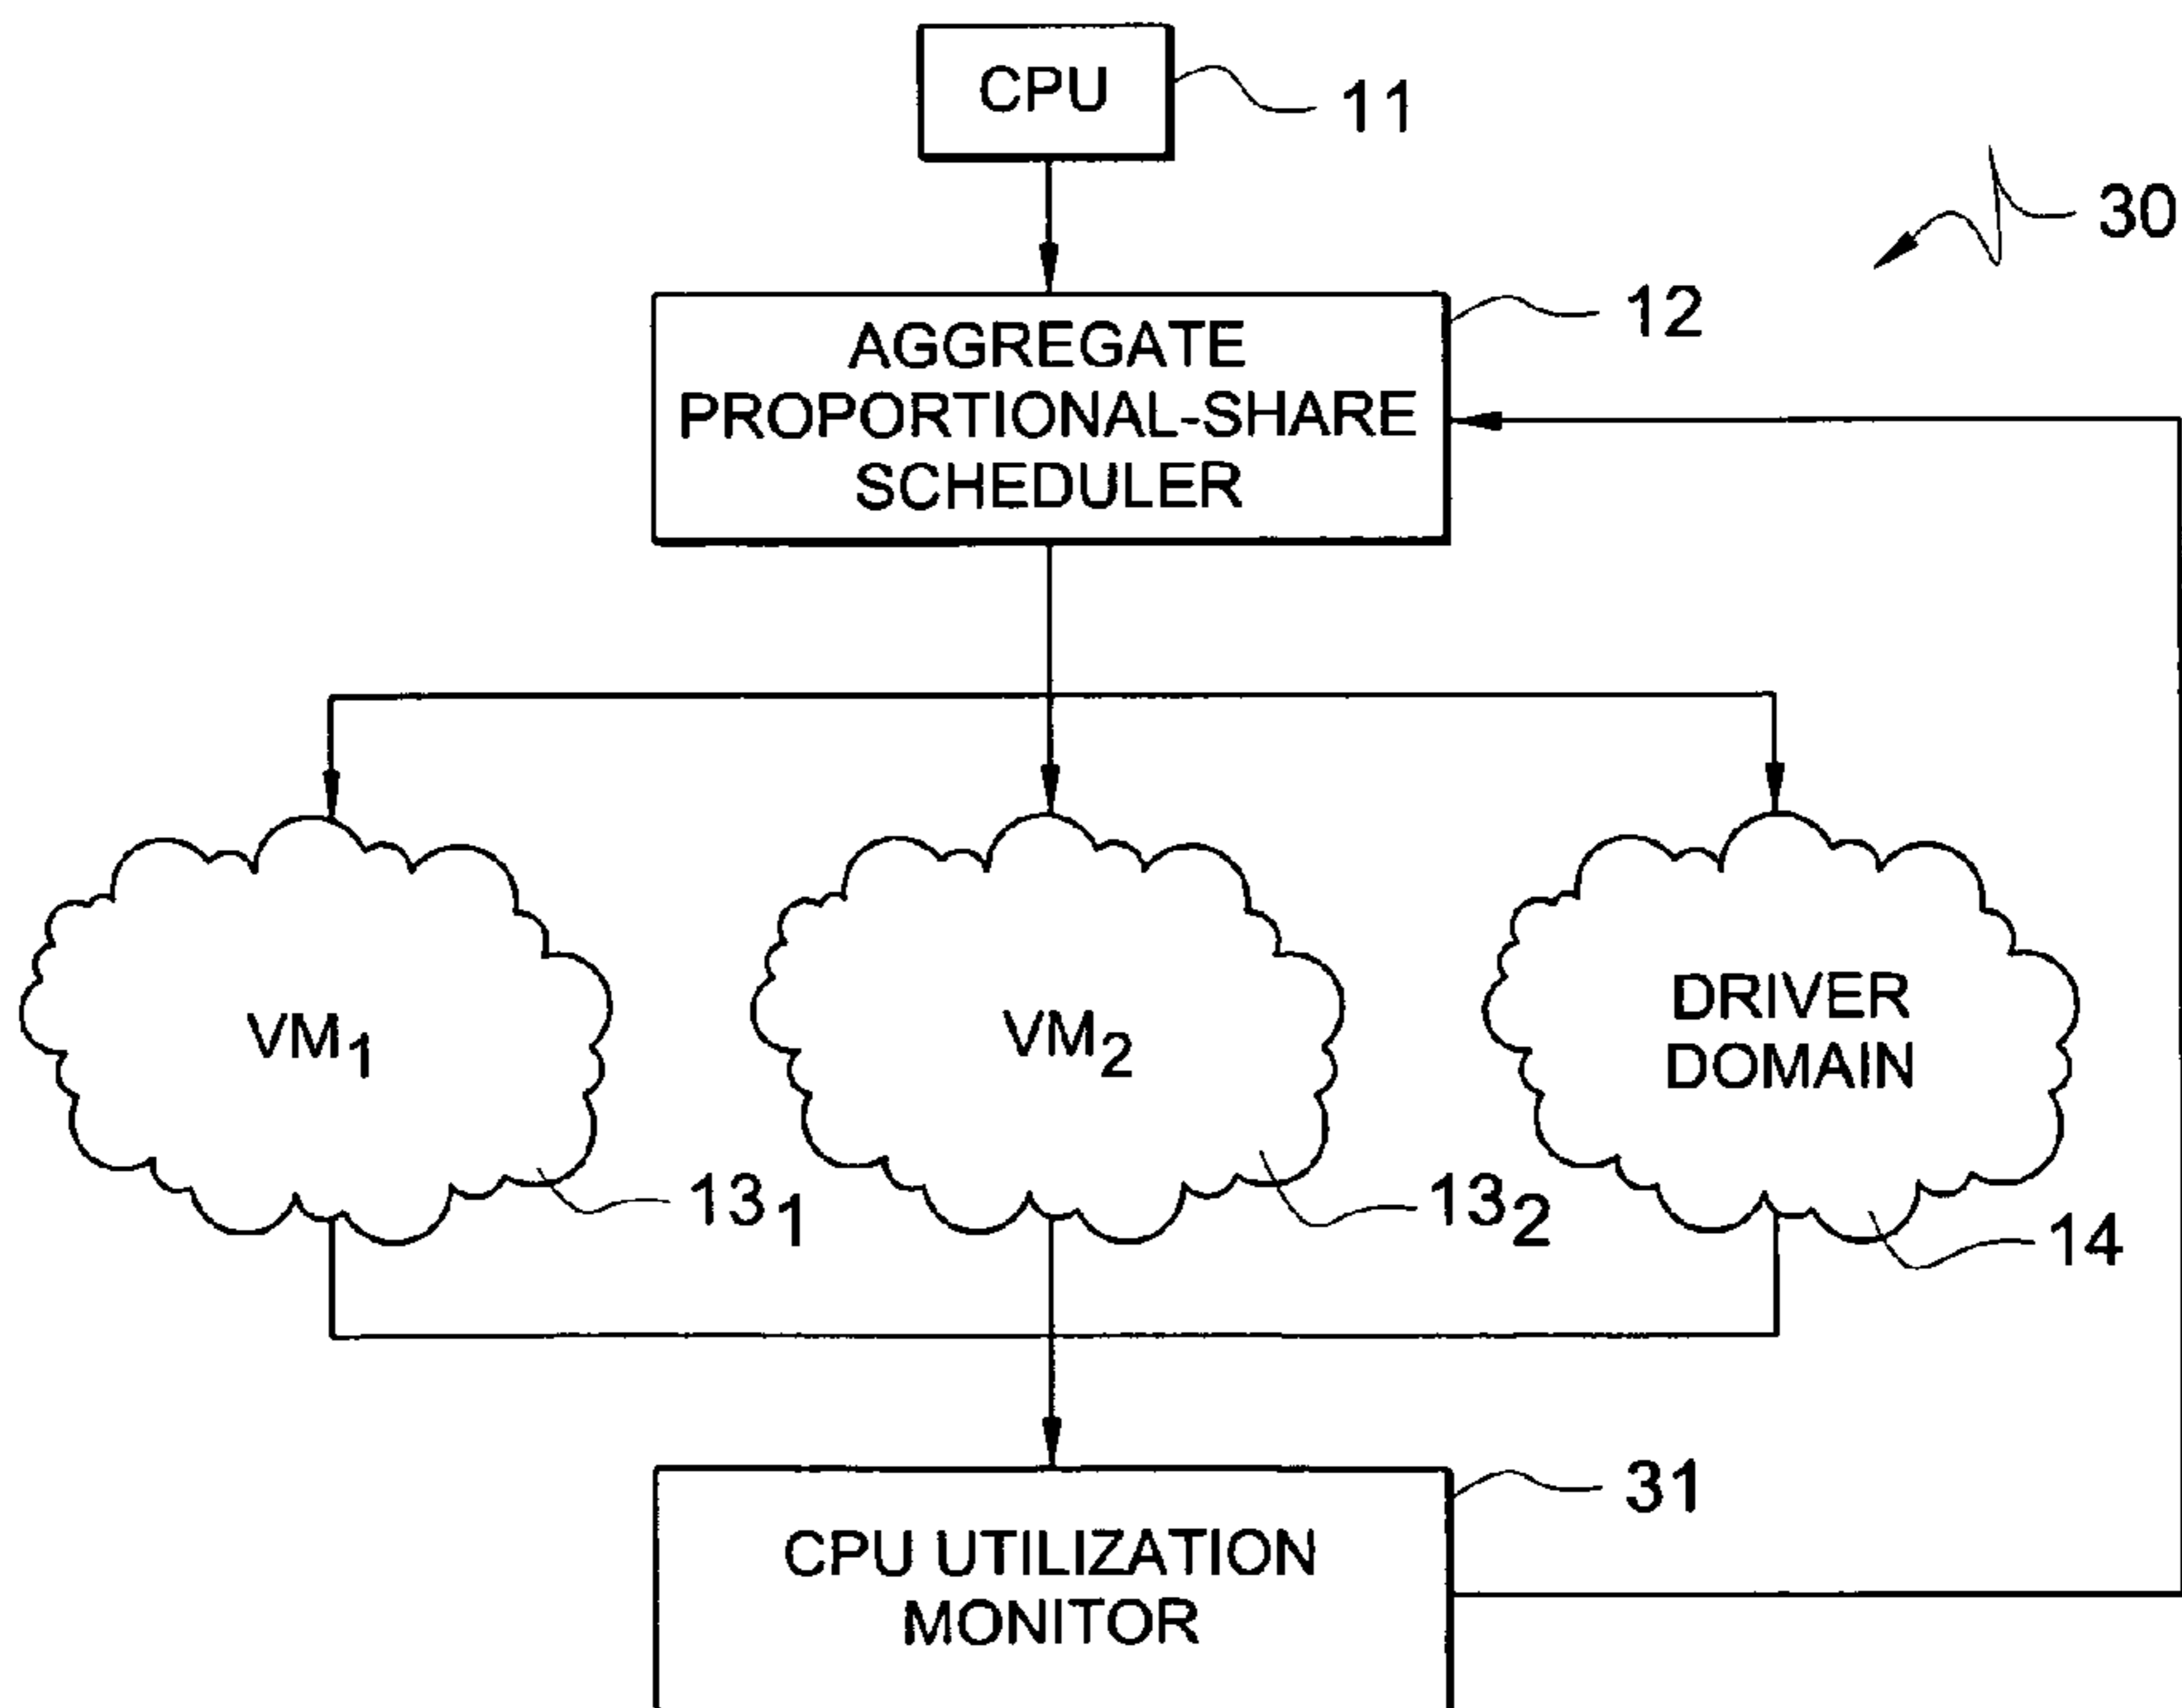 CPU
11
30
12
AGGREGATE
PROPORTIONAL-SHARE
SCHEDULER
VM1
VM2
DRIVER
DOMAIN
131
132
14
31
CPU UTILIZATION
MONITOR